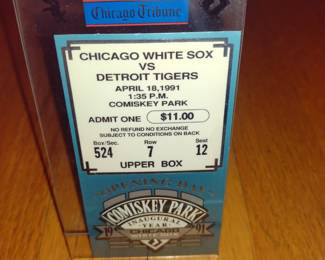 Chicago Tribune
CHICAGO WHITE SOX
VS
DETROIT TIGERS
APRIL 18,1991
1:35 P.M.
COMISKEY PARK
ADMIT ONE $11.00
NO REFUND NO EXCHANGE
SUBJECT TO CONDITIONS ON BACK
Box/Sec. Row Seat
524 7 12
UPPER BOX
OPENING DAY
COMISKEY PARK
INAUGURAL
19 YEAR 91
CHICAGO